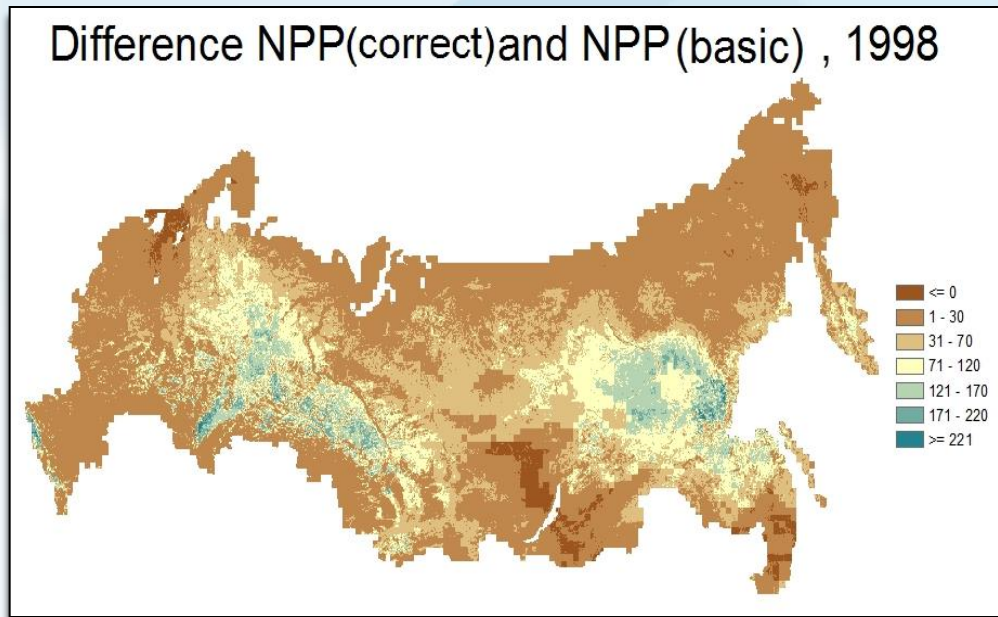 Difference NPP(correct)and NPP(basic) , 1998
<= 0
1 - 30
31 - 70
71 - 120
121 - 170
171 - 220
>= 221